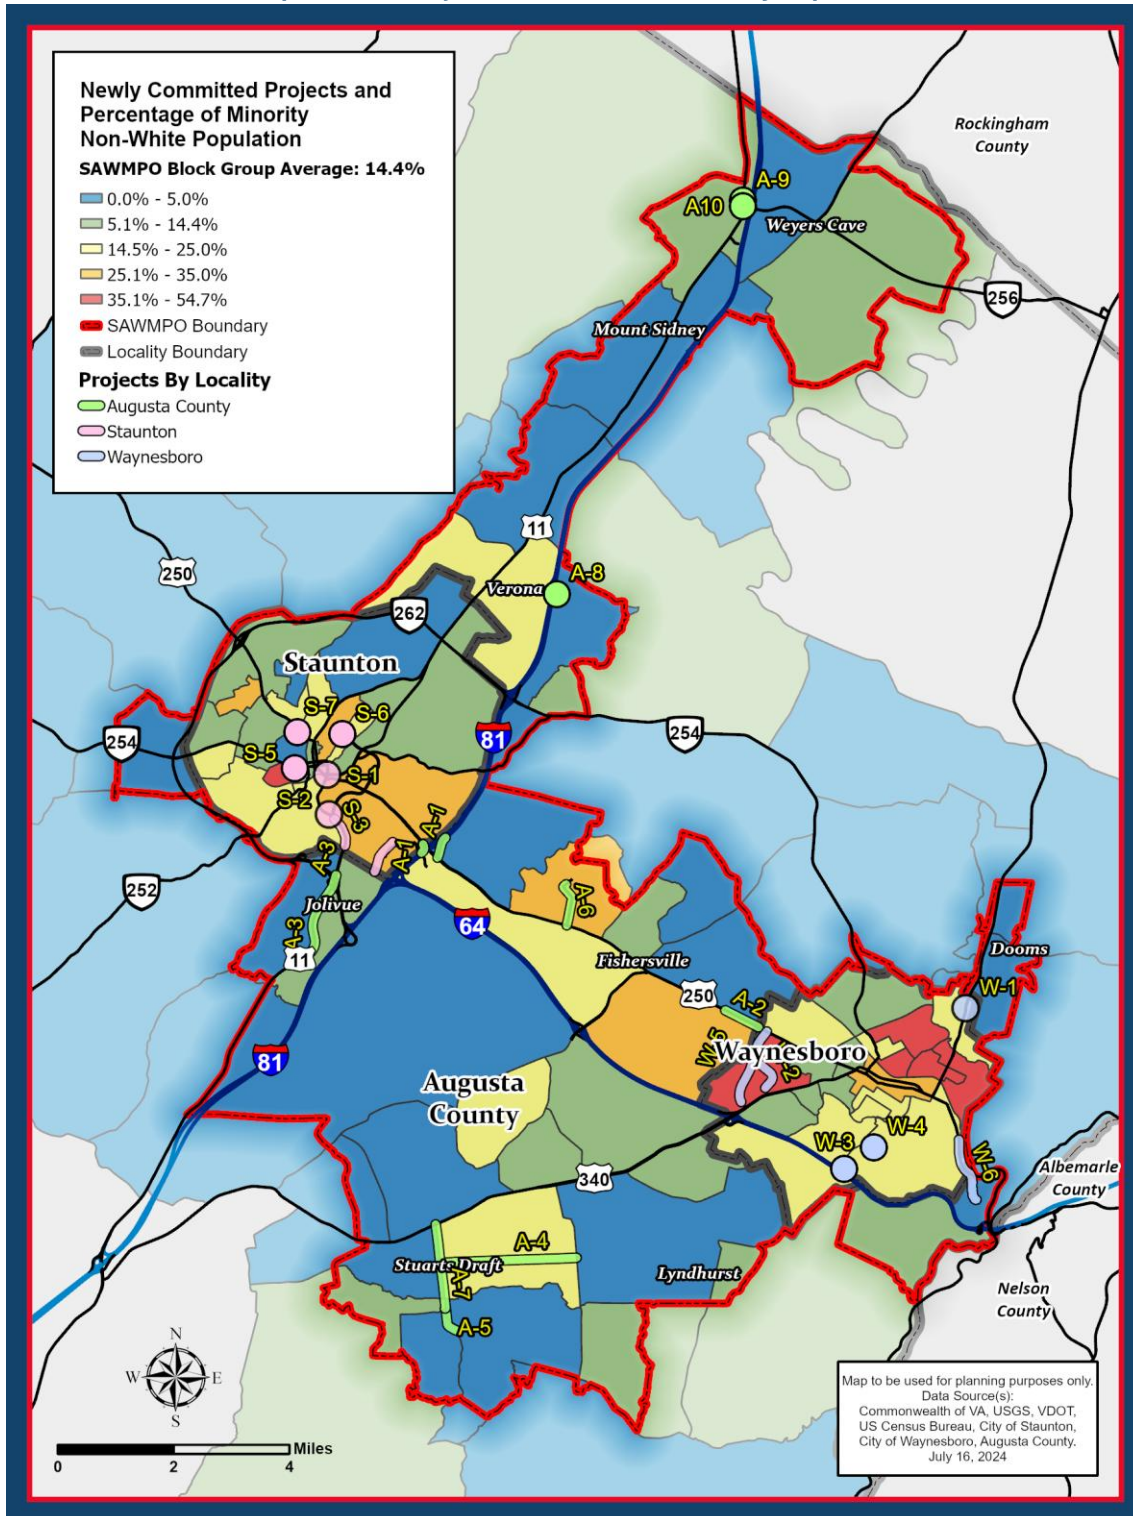 Newly Committed Projects and
Percentage of Minority
Non-White Population
SAWMPO Block Group Average: 14.4%
0.0% - 5.0%
5.1% - 14.4%
14.5% - 25.0%
25.1% - 35.0%
35.1% - 54.7%
SAWMPO Boundary
Locality Boundary
Projects By Locality
Augusta County
Staunton
Waynesboro
Rockingham
County
A-9
A10
Weyers Cave
256
Mount Sidney
11
250
A-8
Verona
262
Staunton
S-7
S-6
254
81
254
S-5
S-1
S-2
S-3
A-1
A-1
A-3
252
Jolivue
A-6
64
A-3
11
Dooms
Fishersville
250
A-2
W-1
W-5
Waynesboro
81
Augusta
County
W-4
W-3
W-6
Albemarle
County
340
A-4
Stuarts Draft
A-7
Lyndhurst
A-5
Nelson
County
N
W
E
S
Miles
0
2
4
Map to be used for planning purposes only.
Data Source(s):
Commonwealth of VA, USGS, VDOT,
US Census Bureau, City of Staunton,
City of Waynesboro, Augusta County.
July 16, 2024